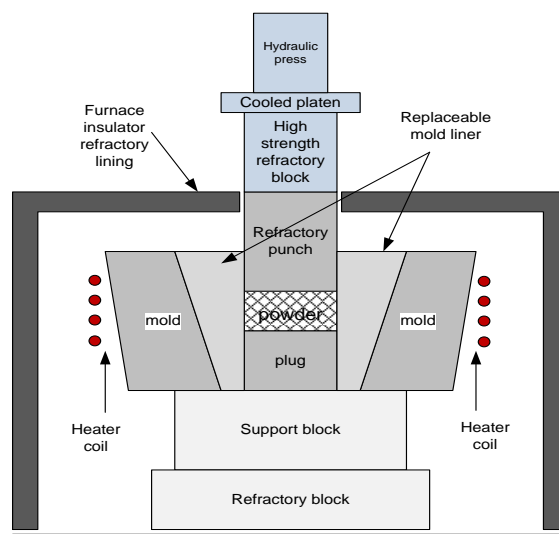 Hydraulic
press
Cooled platen
Furnace
insulator
refractory
lining
High
strength
refractory
block
Replaceable
mold liner
Refractory
punch
powder
mold
mold
plug
Heater
coil
Support block
Heater
coil
Refractory block